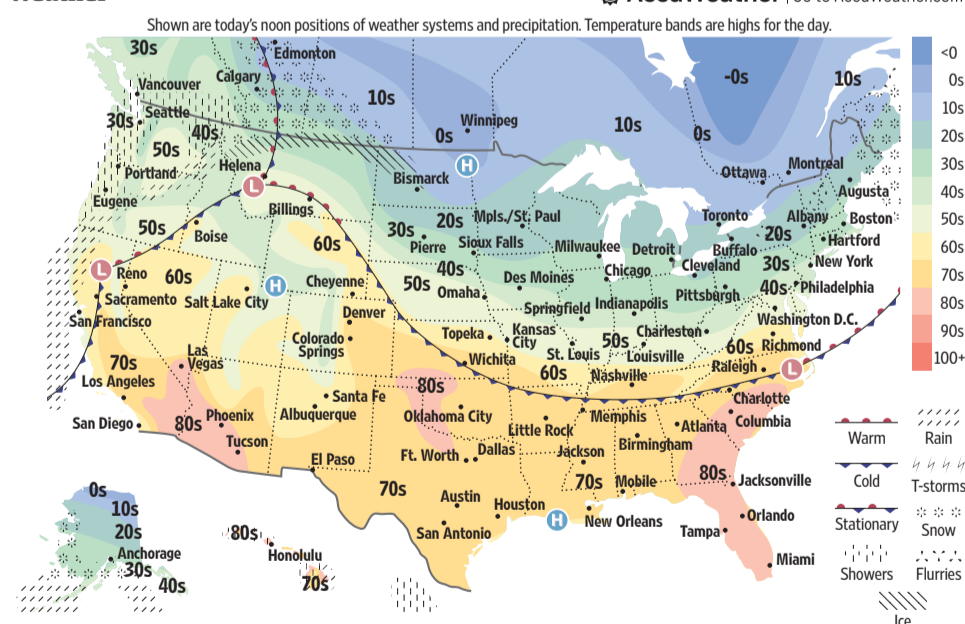 Shown are today's noon positions of weather systems and precipitation. Temperature bands are highs for the day.
30s
Edmonton
Calgary
Vancouver
10s
-0s
10s
<0
0s
10s
20s
30s
40s
50s
60s
70s
80s
90s
100+
Seattle
30s
40s
50s
Winnipeg
0s
10s
0s
H
Portland
Helena
L
Bismarck
Ottawa
Montreal
Augusta
Eugene
Billings
50s
Boise
60s
30s
20s
Mpls./St. Paul
Pierre
Sioux Falls
Milwaukee
Detroit
Toronto
Buffalo
Albany
20s
Boston
Hartford
L
Reno
60s
H
Cheyenne
40s
50s
Omaha
Des Moines
Chicago
Cleveland
30s
New York
Sacramento
Salt Lake City
Denver
Springfield
Indianapolis
Pittsburgh
40s
Philadelphia
San Francisco
Colorado
Springs
Topeka
Kansas
City
St. Louis
50s
Louisville
Charleston
Washington D.C.
60s
Richmond
70s
Las
Vegas
Wichita
60s
Nashville
Raleigh
L
Los Angeles
80s
Santa Fe
Albuquerque
Oklahoma City
Little Rock
Memphis
Charlotte
Columbia
San Diego
80s
Phoenix
Tucson
El Paso
Ft. Worth
Dallas
Jackson
Birmingham
Atlanta
70s
Austin
Houston
San Antonio
H
70s
Mobile
New Orleans
80s
Jacksonville
Orlando
Tampa
Miami
0s
10s
20s
Anchorage
30s
40s
80s
Honolulu
70s
Warm
Rain
Cold
T-storms
Stationary
Snow
Showers
Flurries
Ice